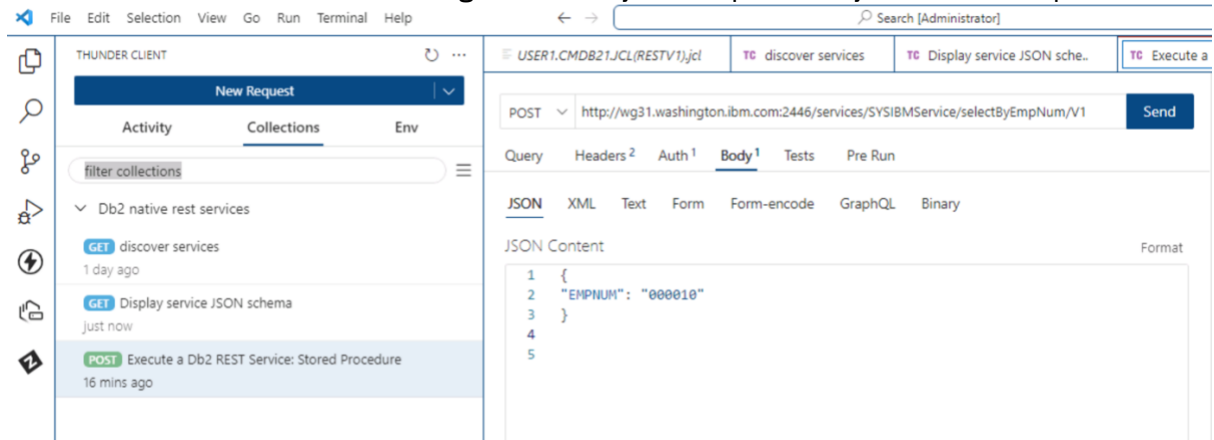 File Edit Selection View Go Run Terminal Help
Search [Administrator]
THUNDER CLIENT
New Request
Activity Collections Env
filter collections
Db2 native rest services
GET discover services
1 day ago
GET Display service JSON schema
just now
POST Execute a Db2 REST Service: Stored Procedure
16 mins ago
USER1.CMDB21.JCL(RESTV1).jcl TC discover services TC Display service JSON sche.. TC Execute a
POST http://wg31.washington.ibm.com:2446/services/SYSIBMService/selectByEmpNum/V1 Send
Query Headers 2 Auth 1 Body 1 Tests Pre Run
JSON XML Text Form Form-encode GraphQL Binary
JSON Content Format
1 {
2 "EMPNUM": "000010"
3 }
4
5